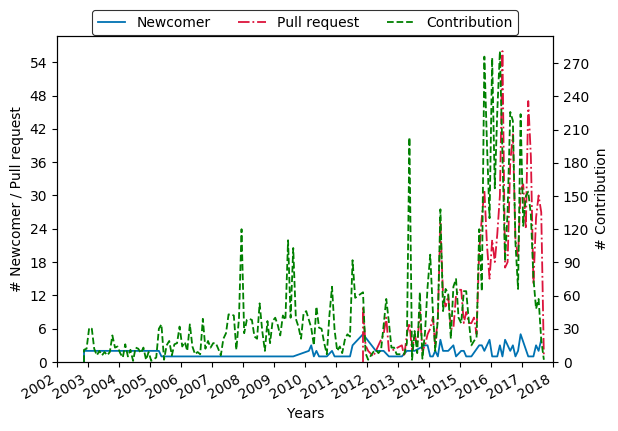 Newcomer Pull request Contribution
54 270
48 240
42 210
36 180
30 150
24 120
18 90
12 60
6 30
0 0
# Newcomer / Pull request
# Contribution
2002 2003 2004 2005 2006 2007 2008 2009 2010 2011 2012 2013 2014 2015 2016 2017 2018
Years